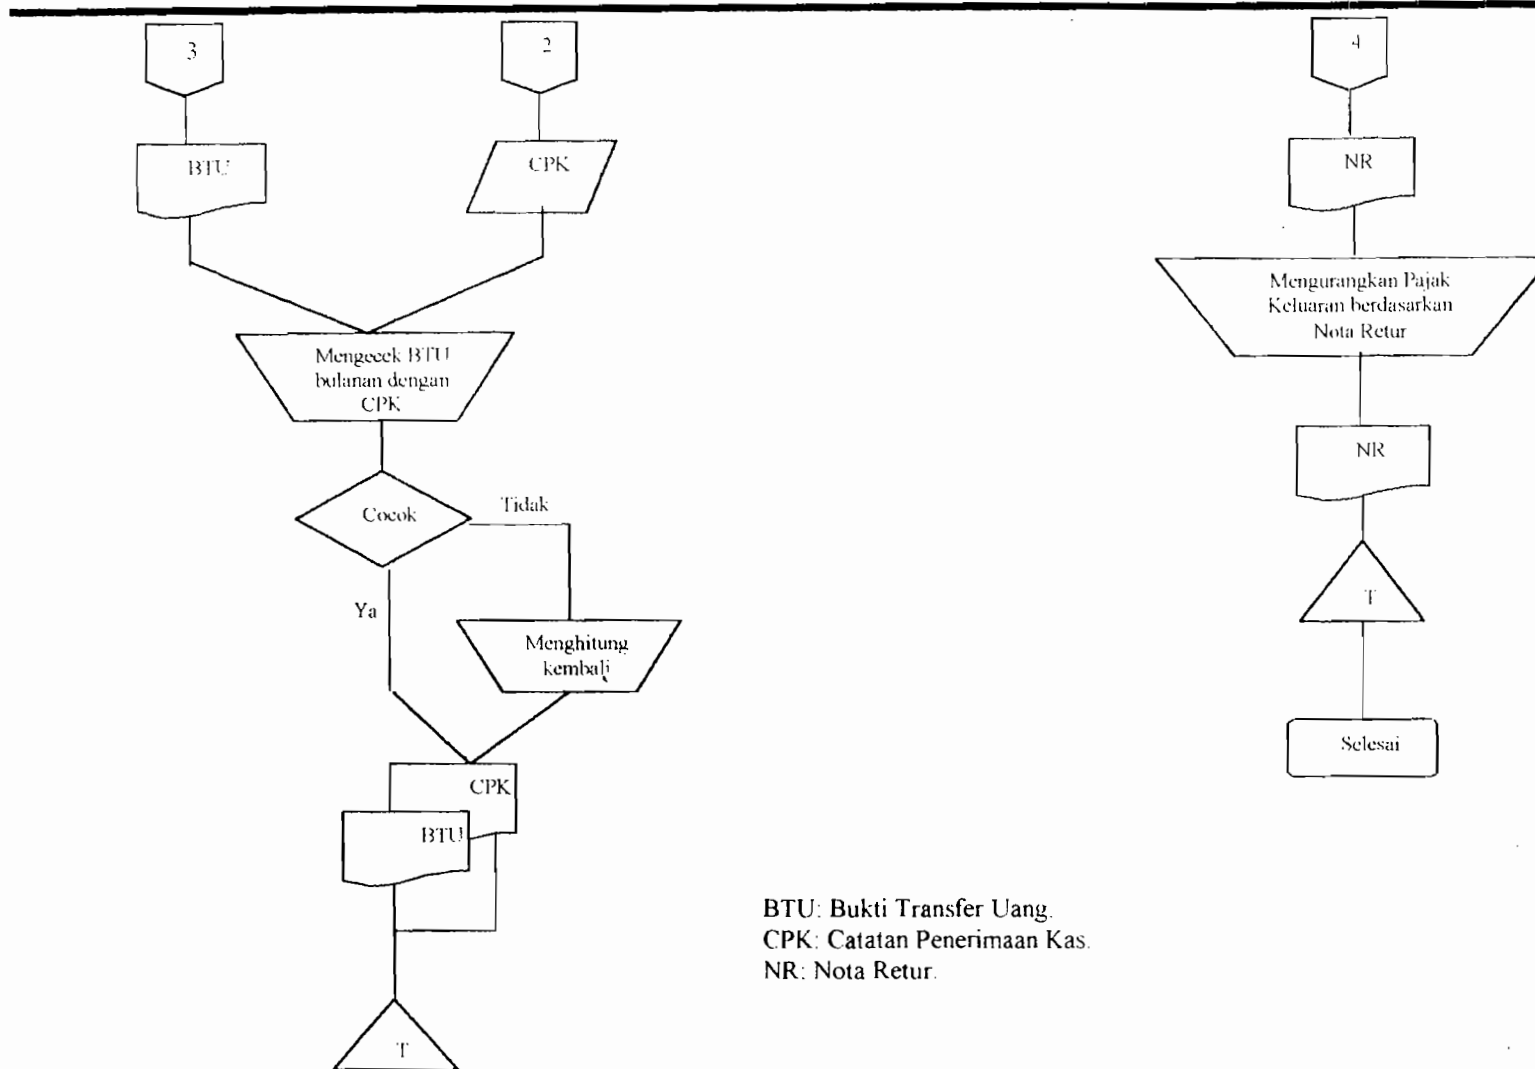 3
2
4
BTU
CPK
NR
Mengurangkan Pajak
Keluaran berdasarkan
Nota Retur
Mengecek BTU
bulanan dengan
CPK
NR
Cocok
Tidak
Ya
T
Menghitung
kembali
Selesai
CPK
BTU
BTU: Bukti Transfer Uang.
CPK: Catatan Penerimaan Kas.
NR: Nota Retur.
T